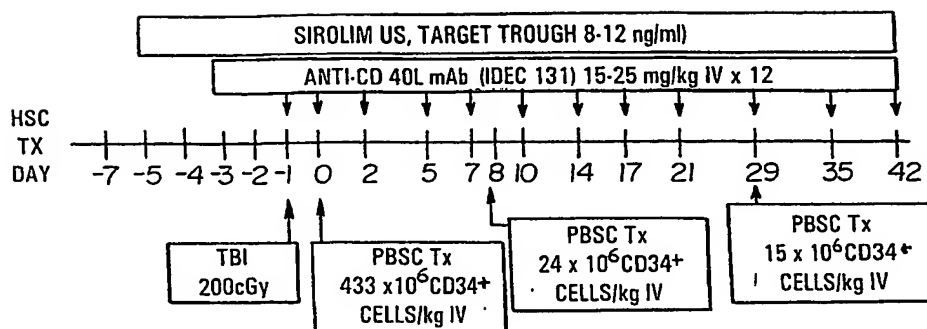 SIROLIM US, TARGET TROUGH 8-12 ng/ml)
ANTI-CD 40L mAb (IDEC 131) 15-25 mg/kg IV x 12
HSC
TX
DAY -7 -5 -4 -3 -2 -1 0 2 5 7 8 10 14 17 21 29 35 42
TBI
200cGy
PBSC Tx
433 x10⁶CD34+
CELLS/kg IV
PBSC Tx
24 x 10⁶CD34+
CELLS/kg IV
PBSC Tx
15 x 10⁶CD34+
CELLS/kg IV